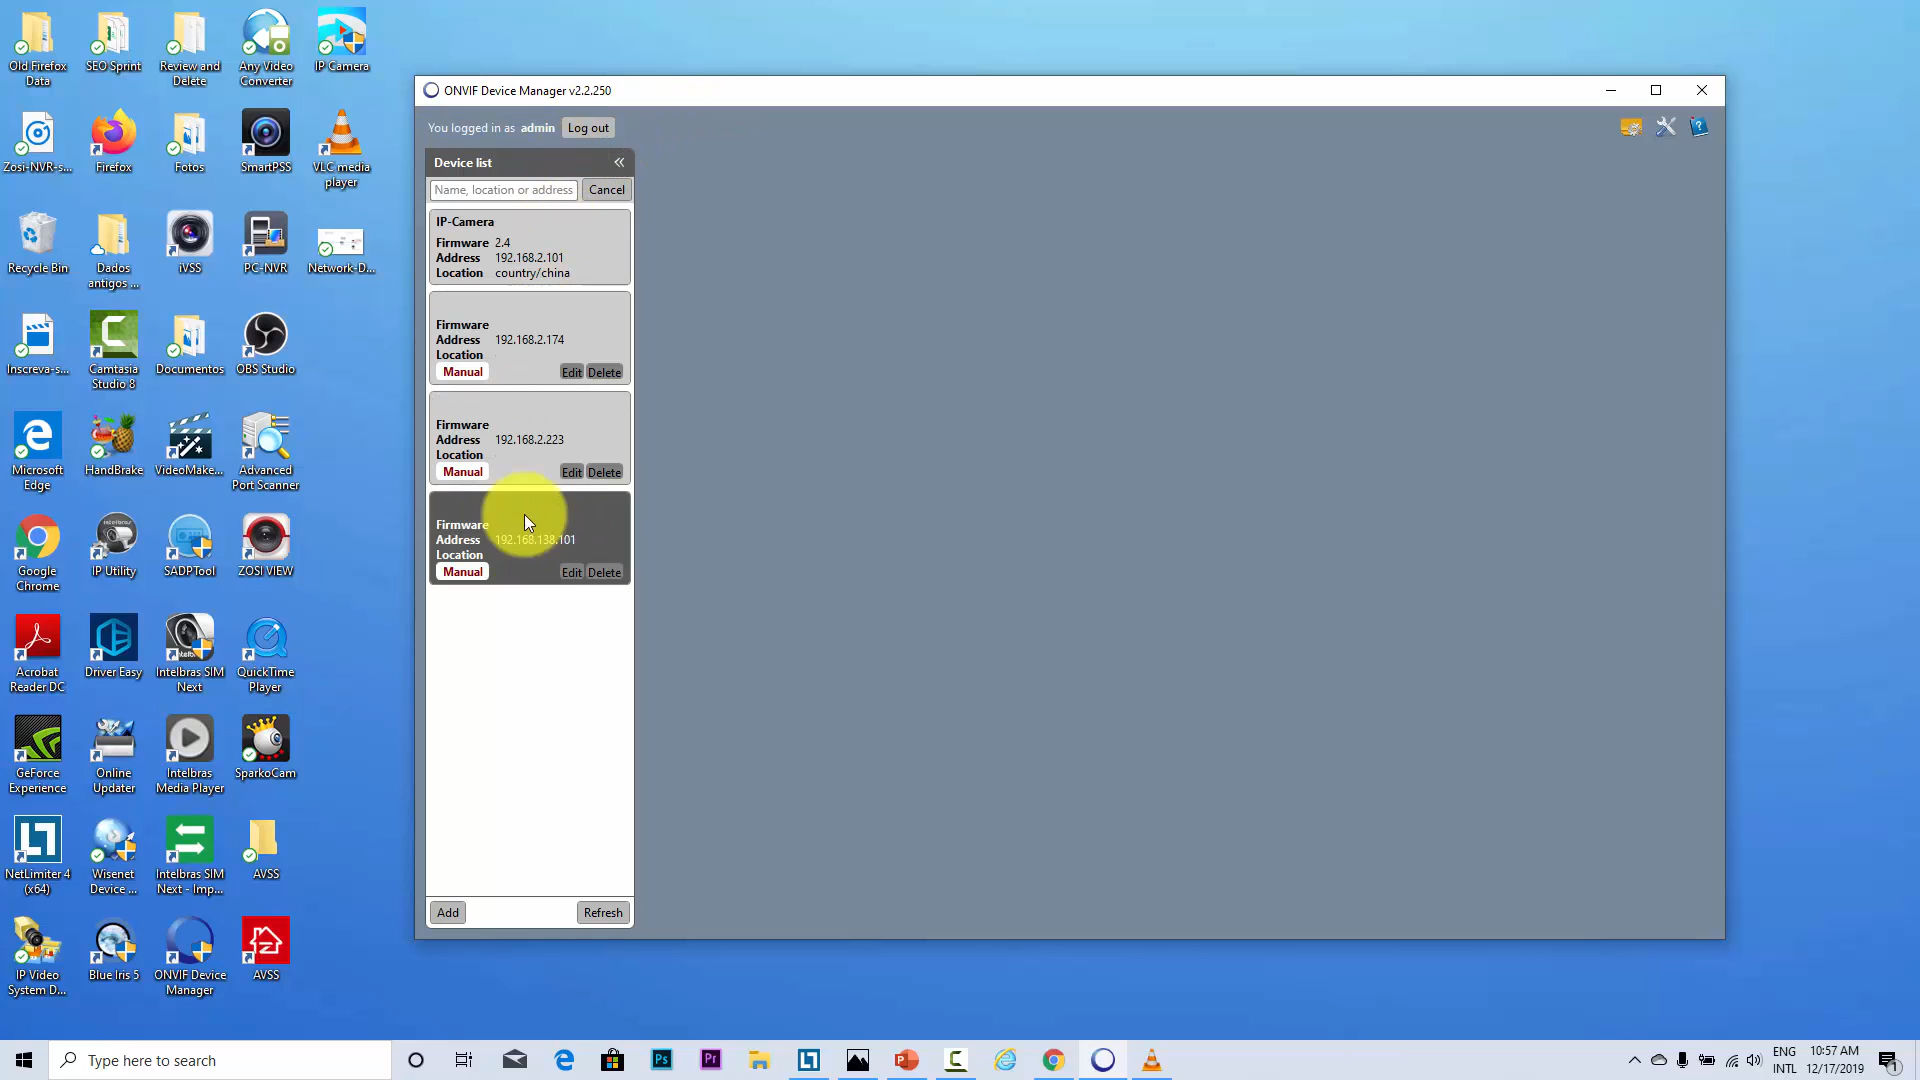 Old Firefox
Data
SEO Sprint
Review and
Delete
Any Video
Converter
IP Camera
Zosi-NVR-s...
Firefox
Fotos
SmartPSS
VLC media
player
Recycle Bin
Dados
antigos ...
iVSS
PC-NVR
Network-D...
Inscreva-s...
Camtasia
Studio 8
Documentos
OBS Studio
Microsoft
Edge
HandBrake
VideoMake...
Advanced
Port Scanner
Google
Chrome
IP Utility
SADPTool
ZOSI VIEW
Acrobat
Reader DC
Driver Easy
Intelbras SIM
Next
QuickTime
Player
GeForce
Experience
Online
Updater
Intelbras
Media Player
SparkoCam
NetLimiter 4
(x64)
Wisenet
Device ...
Intelbras SIM
Next - Imp...
AVSS
IP Video
System D...
Blue Iris 5
ONVIF Device
Manager
AVSS
ONVIF Device Manager v2.2.250
You logged in as admin Log out
Device list
Name, location or address Cancel
IP-Camera
Firmware 2.4
Address 192.168.2.101
Location country/china
Firmware
Address 192.168.2.174
Location
Manual Edit Delete
Firmware
Address 192.168.2.223
Location
Manual Edit Delete
Firmware
Address 192.168.138.101
Location
Manual Edit Delete
Add Refresh
Type here to search
Ps
Pr
ENG
INTL
10:57 AM
12/17/2019
1